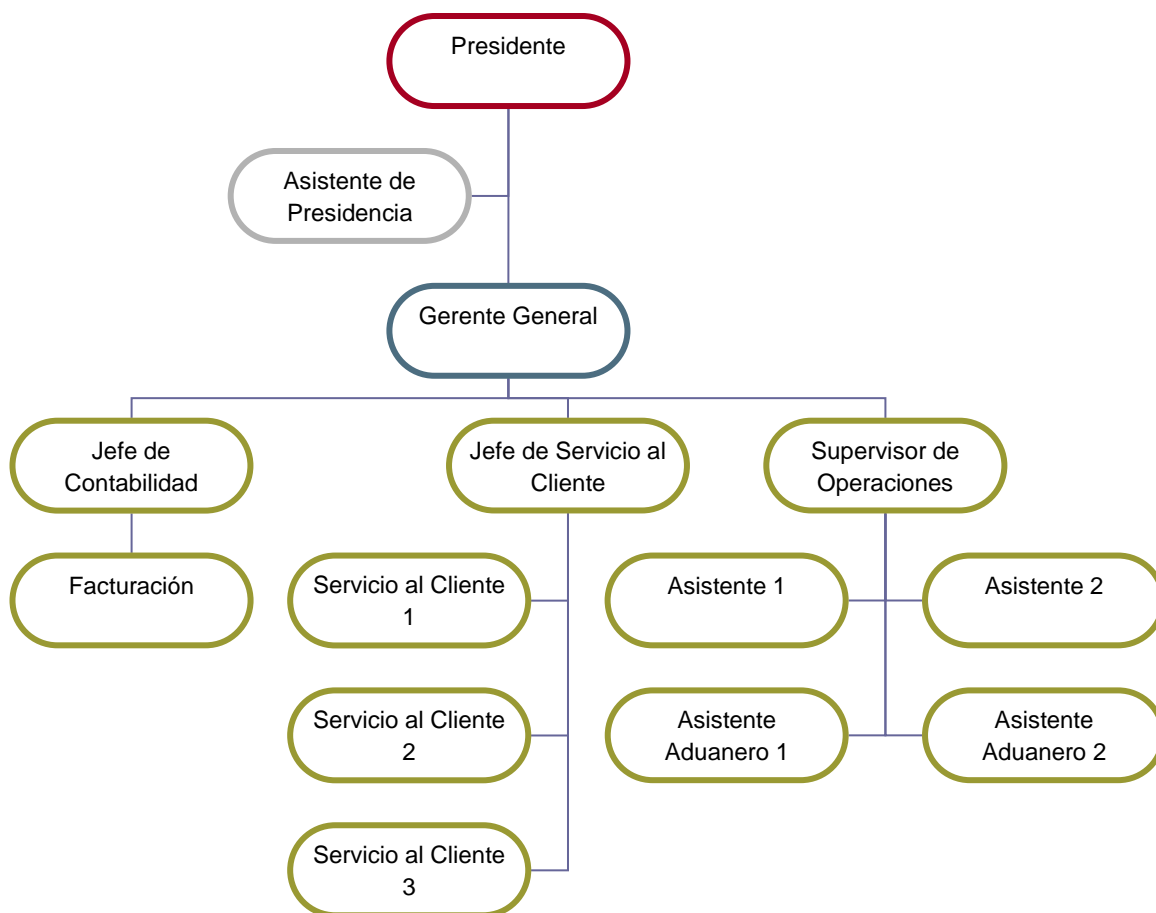 Presidente
Asistente de
Presidencia
Gerente General
Jefe de
Contabilidad
Jefe de Servicio al
Cliente
Supervisor de
Operaciones
Facturación
Servicio al Cliente
1
Asistente 1
Asistente 2
Servicio al Cliente
2
Asistente
Aduanero 1
Asistente
Aduanero 2
Servicio al Cliente
3